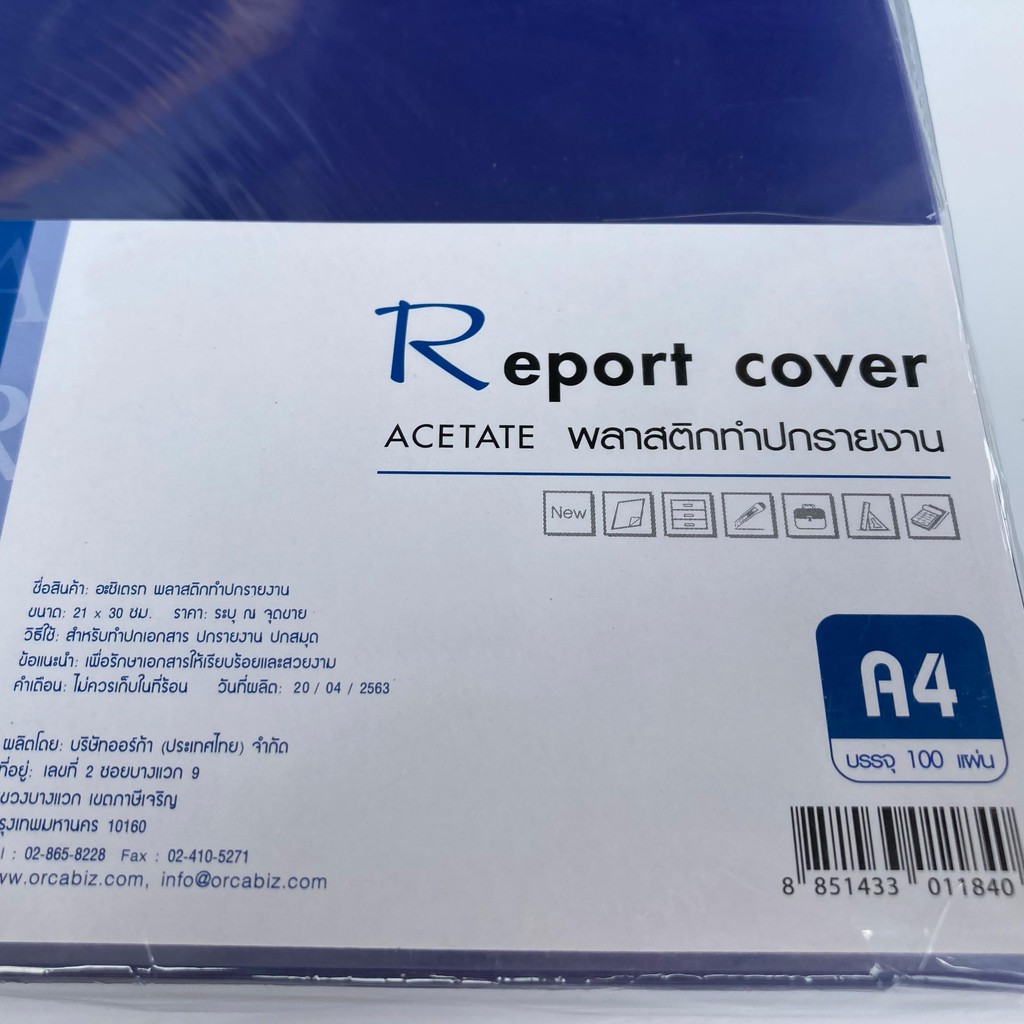 Report cover
ACETATE พลาสติกทำปกรายงาน
New
ชื่อสินค้า: อะซิเตรท พลาสติกทำปกรายงาน
ขนาด: 21 x 30 ซม. ราคา: ระบุ ณ จุดขาย
วิธีใช้: สำหรับทำปกเอกสาร ปกรายงาน ปกสมุด
ข้อแนะนำ: เพื่อรักษาเอกสารให้เรียบร้อยและสวยงาม
คำเตือน: ไม่ควรเก็บในที่ร้อน วันที่ผลิต: 20 / 04 / 2563
A4
บรรจุ 100 แผ่น
ผลิตโดย: บริษัทออร์ก้า (ประเทศไทย) จำกัด
ที่อยู่: เลขที่ 2 ซอยบางแวก 9
แขวงบางแวก เขตภาษีเจริญ
กรุงเทพมหานคร 10160
: 02-865-8228 Fax : 02-410-5271
www.orcabiz.com, info@orcabiz.com
8 851433 011840
A
R